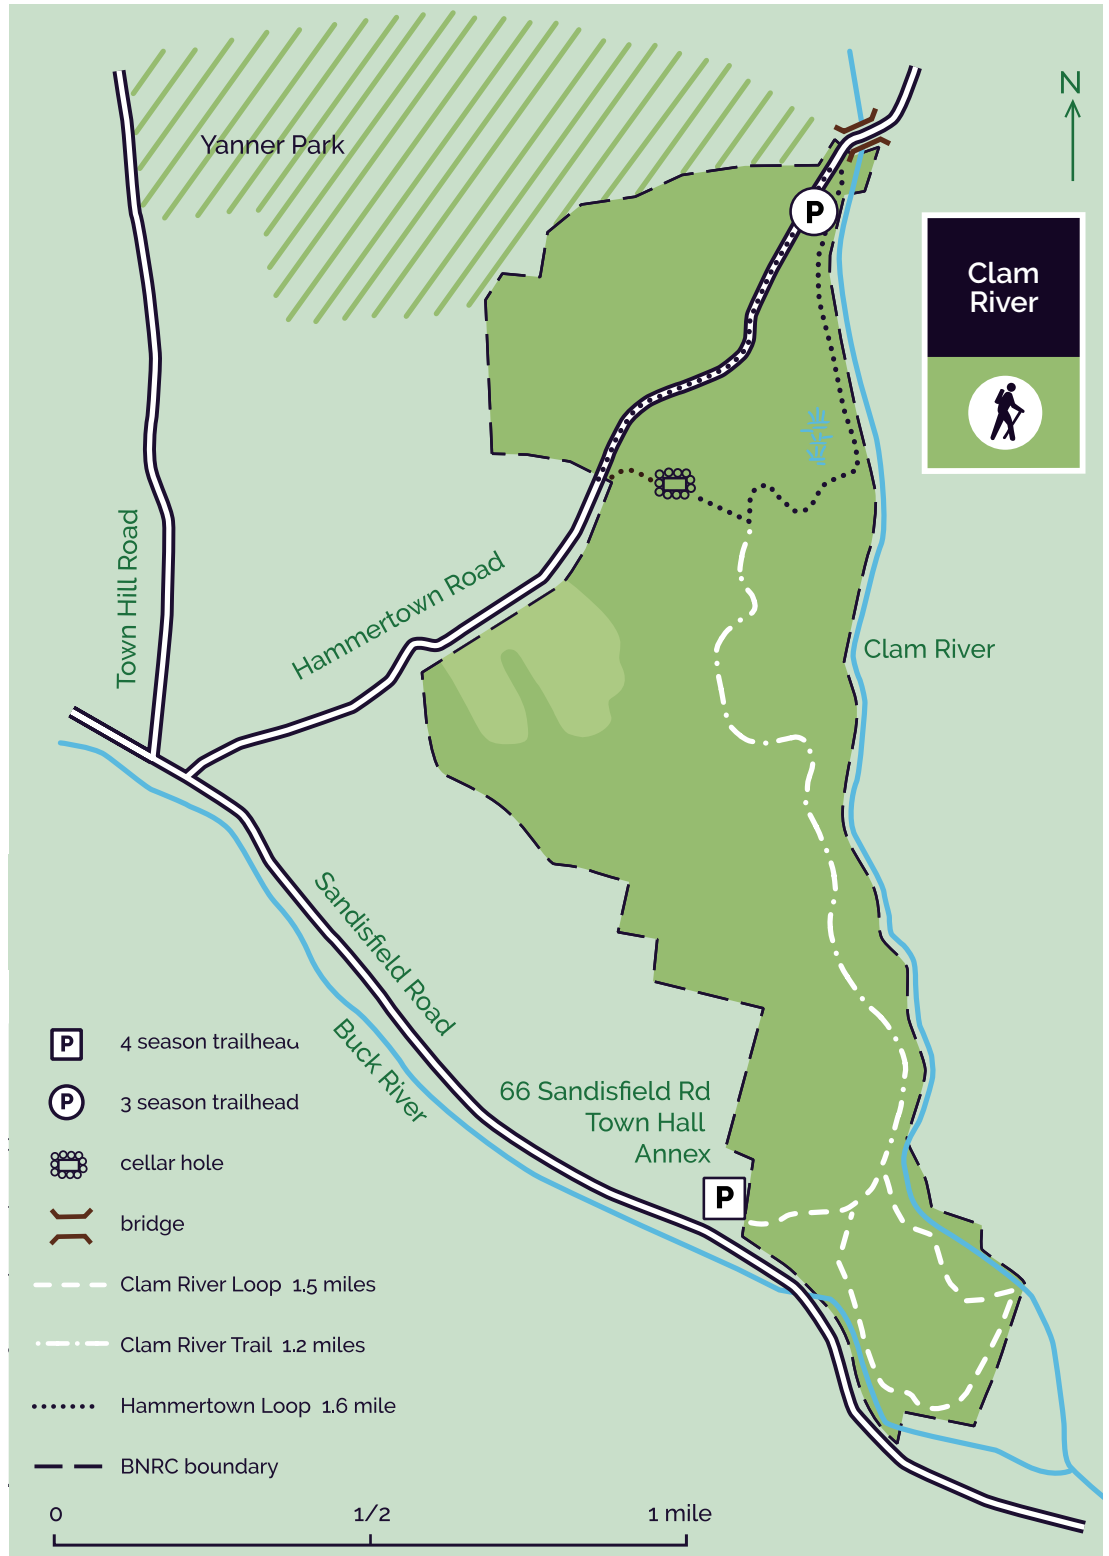 Yanner Park
P
N
Clam
River
Town Hill Road
Hammertown Road
Clam River
Sandisfield Road
Buck River
66 Sandisfield Rd
Town Hall
Annex
P
P
4 season trailhead
P
3 season trailhead
cellar hole
bridge
Clam River Loop 1.5 miles
Clam River Trail 1.2 miles
Hammertown Loop 1.6 mile
BNRC boundary
0 1/2 1 mile